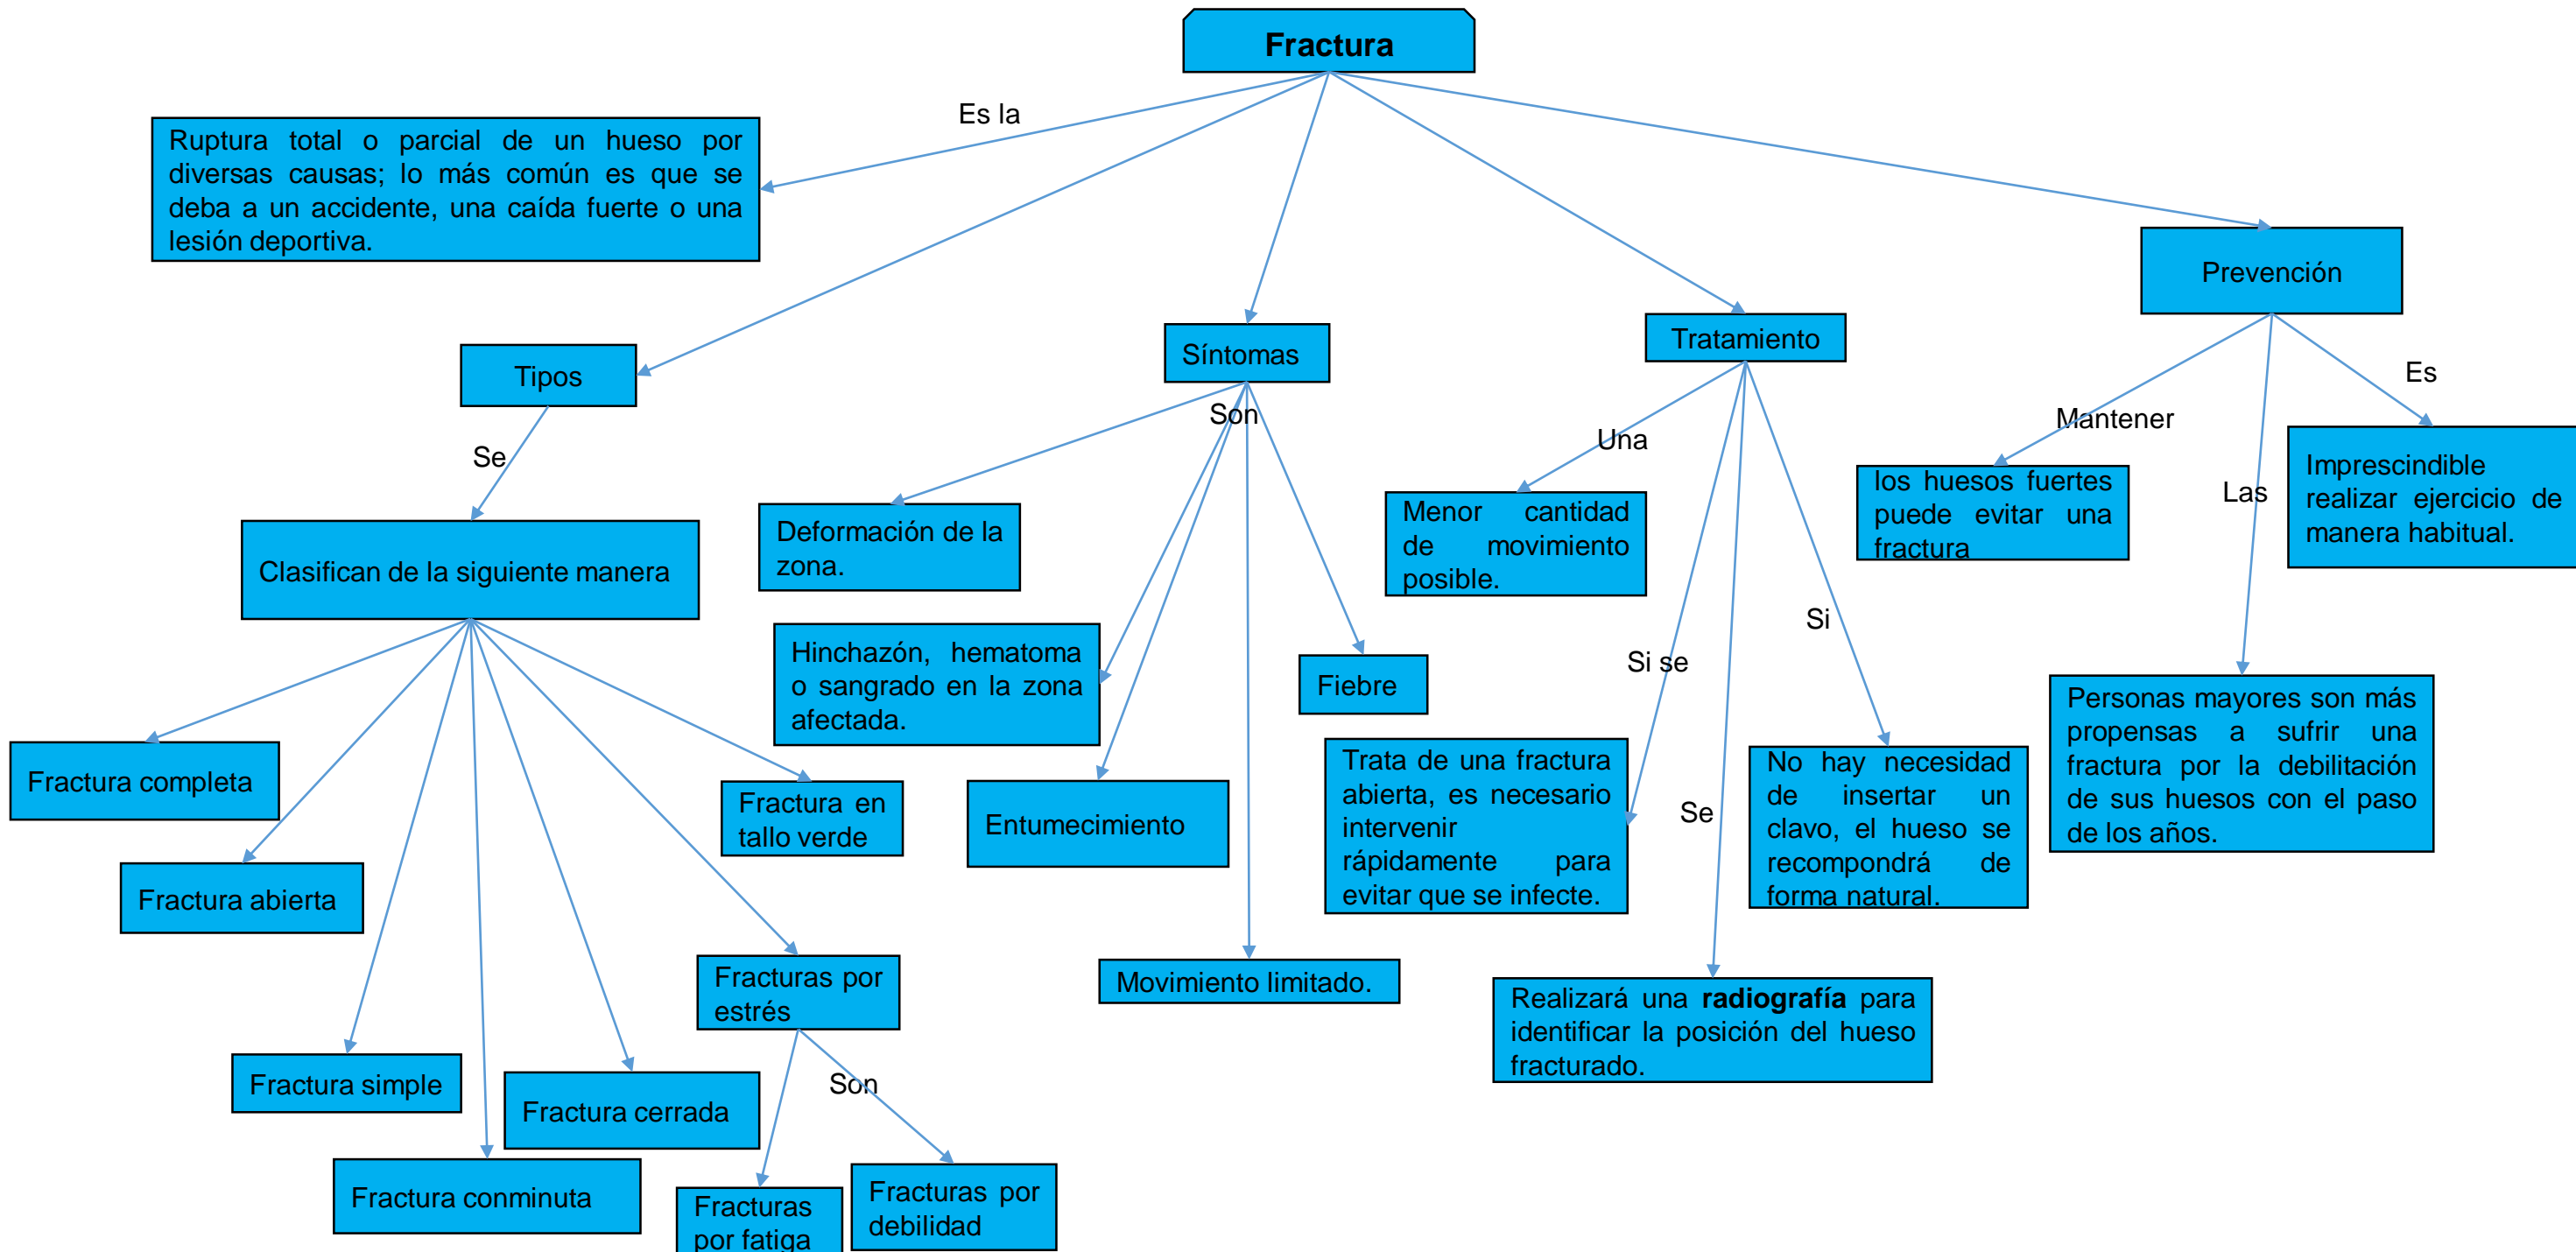 Fractura
Es la
Ruptura total o parcial de un hueso por
diversas causas; lo más común es que se
deba a un accidente, una caída fuerte o una
lesión deportiva.
Tipos
Se
Clasifican de la siguiente manera
Fractura completa
Fractura abierta
Fractura simple
Fractura conminuta
Fractura cerrada
Fracturas por
estrés
Son
Fracturas
por fatiga
Fracturas por
debilidad
Fractura en
tallo verde
Síntomas
Son
Deformación de la
zona.
Hinchazón, hematoma
o sangrado en la zona
afectada.
Entumecimiento
Movimiento limitado.
Fiebre
Tratamiento
Una
Menor cantidad
de movimiento
posible.
Si se
Trata de una fractura
abierta, es necesario
intervenir
rápidamente para
evitar que se infecte.
Se
Realizará una radiografía para
identificar la posición del hueso
fracturado.
Si
No hay necesidad
de insertar un
clavo, el hueso se
recompondrá de
forma natural.
Prevención
Mantener
los huesos fuertes
puede evitar una
fractura
Las
Personas mayores son más
propensas a sufrir una
fractura por la debilitación
de sus huesos con el paso
de los años.
Es
Imprescindible
realizar ejercicio de
manera habitual.